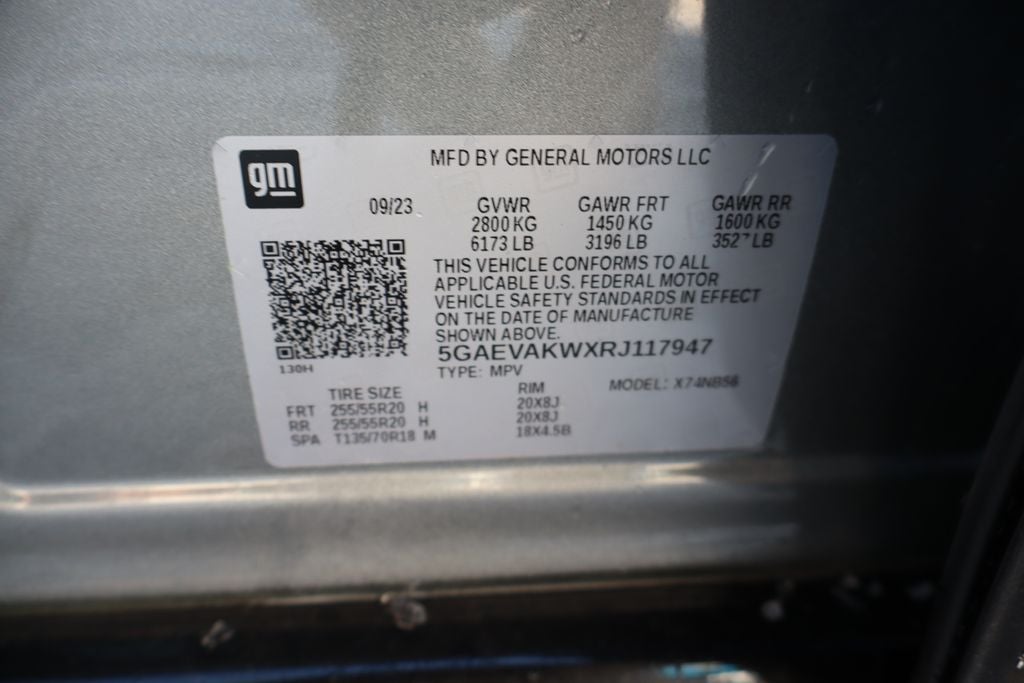 gm
MFD BY GENERAL MOTORS LLC
09/23 GVWR GAWR FRT GAWR RR
2800 KG 1450 KG 1600 KG
6173 LB 3196 LB 3527 LB
THIS VEHICLE CONFORMS TO ALL
APPLICABLE U.S. FEDERAL MOTOR
VEHICLE SAFETY STANDARDS IN EFFECT
ON THE DATE OF MANUFACTURE
SHOWN ABOVE.
5GAEVAKWXRJ117947
130H
TYPE: MPV
TIRE SIZE RIM MODEL: X74NB56
FRT 255/55R20 H 20X8J
RR 255/55R20 H 20X8J
SPA T135/70R18 M 18X4.5B